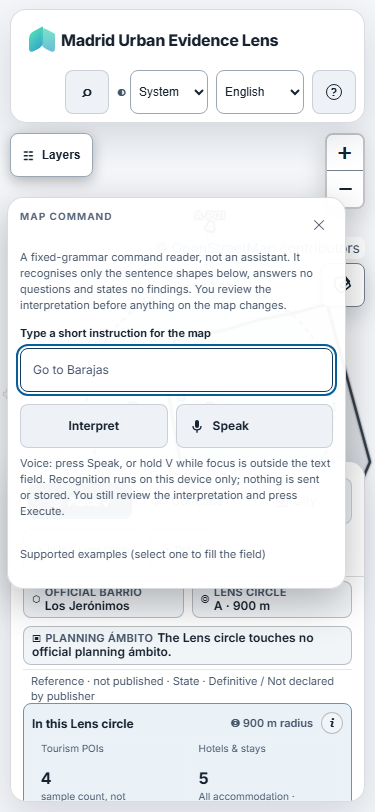 Madrid Urban Evidence Lens
System
English
Layers
+
−
MAP COMMAND
A fixed-grammar command reader, not an assistant. It
recognises only the sentence shapes below, answers no
questions and states no findings. You review the
interpretation before anything on the map changes.
Type a short instruction for the map
Go to Barajas
Interpret
Speak
Voice: press Speak, or hold V while focus is outside the text
field. Recognition runs on this device only; nothing is sent
or stored. You still review the interpretation and press
Execute.
Supported examples (select one to fill the field)
OFFICIAL BARRIO
Los Jerónimos
LENS CIRCLE
A · 900 m
PLANNING ÁMBITO The Lens circle touches no
official planning ámbito.
Reference · not published · State · Definitive / Not declared
by publisher
In this Lens circle
900 m radius
i
Tourism POIs
Hotels & stays
4
5
sample count, not
All accommodation ·